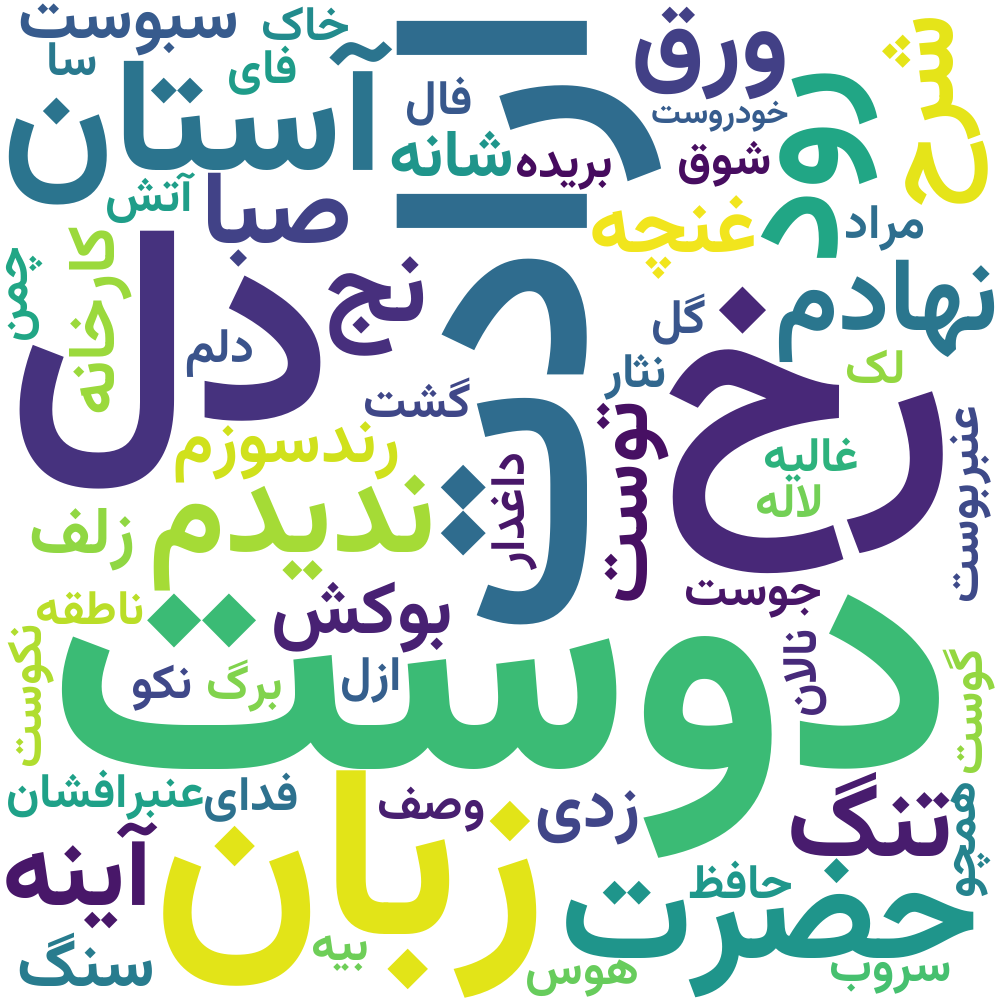 سبوست
خاک
سا
فای
آستان
ارادت
فال
شانه
بریده
ورق
خودروست
شوق
رود
شرح
آتش
صبا
غنچه
مراد
چمن
کارخانه
دل
دلم
نج
گل
نهادم
نثار
لک
گشت
رخ
رندسوزم
توست
غالیه
لاله
عنبربوست
داغدار
ندیدم
زلف
جوست
بوکش
ناطقه
نکوست
دوست
نکو
برگ
ازل
نالان
گوست
عنبرافشان
فدای
وصف
زدی
تنگ
همچو
زبان
آینه
حافظ
حضرت
بیه
سنگ
هوس
سروب